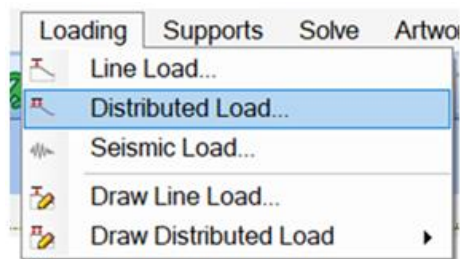 Loading Supports Solve
Line Load...
Distributed Load...
Seismic Load...
Draw Line Load...
Draw Distributed Load